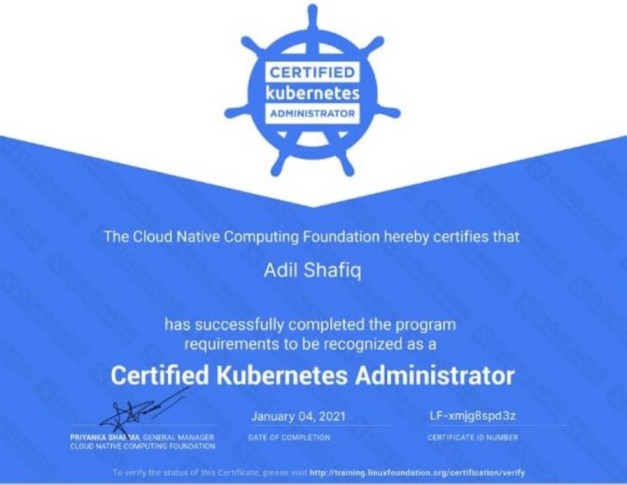 CERTIFIED
kubernetes
ADMINISTRATOR
The Cloud Native Computing Foundation hereby certifies that
Adil Shafiq
has successfully completed the program
requirements to be recognized as a
Certified Kubernetes Administrator
January 04, 2021
LF-xmjg8spd3z
PRIYANKA SHARMA, GENERAL MANAGER
CLOUD NATIVE COMPUTING FOUNDATION
DATE OF COMPLETION
CERTIFICATE ID NUMBER
To verify the status of this Certificate, please visit http://training.linuxfoundation.org/certification/verify